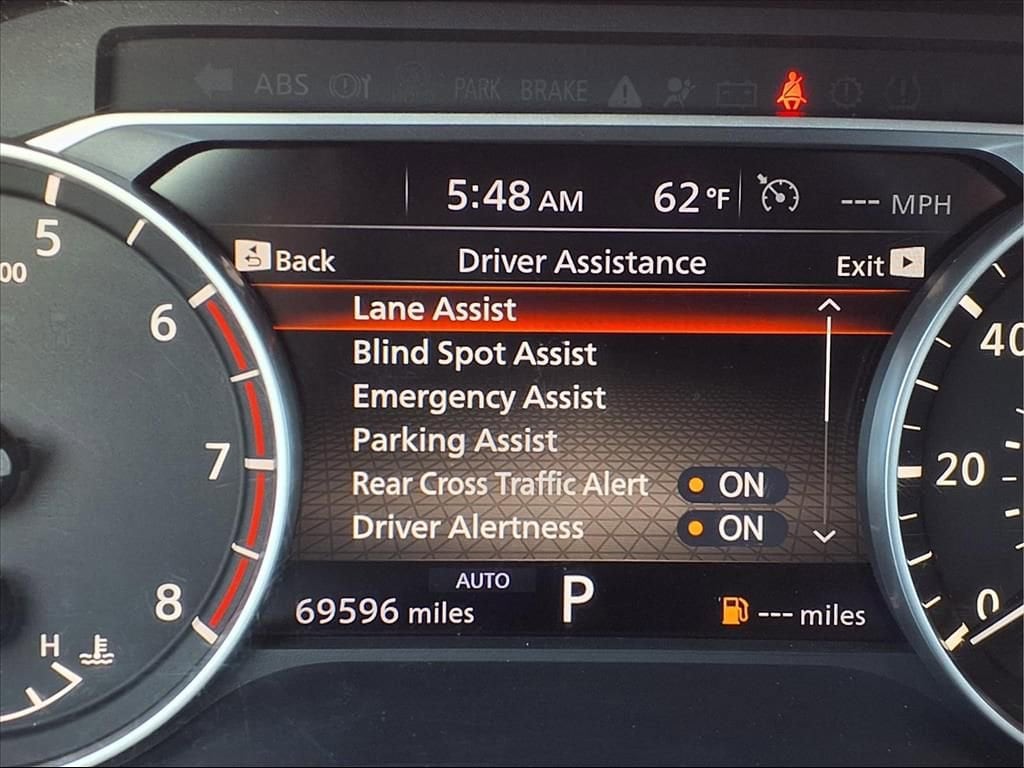 ABS PARK BRAKE
5:48 AM 62 °F --- MPH
Back Driver Assistance Exit
Lane Assist
Blind Spot Assist
Emergency Assist
Parking Assist
Rear Cross Traffic Alert ON
Driver Alertness ON
AUTO
69596 miles P --- miles
5
00
6
7
8
H
40
20
0